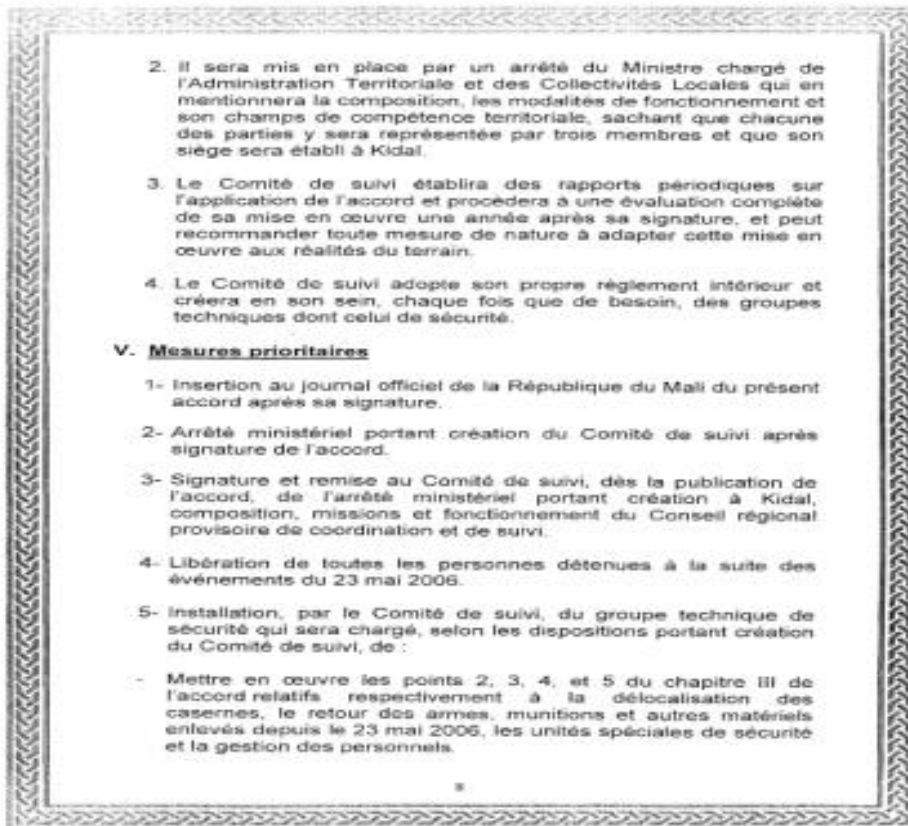 2. Il sera mis en place par un arrêté du Ministre chargé de
l'Administration Territoriale et des Collectivités Locales qui en
mentionnera la composition, les modalités de fonctionnement et
son champs de compétence territoriale, sachant que chacune
des parties y sera représentée par trois membres et que son
siège sera établi à Kidal.
3. Le Comité de suivi établira des rapports périodiques sur
l'application de l'accord et procèdera à une évaluation complète
de sa mise en œuvre une année après sa signature, et peut
recommander toute mesure de nature à adapter cette mise en
œuvre aux réalités du terrain.
4. Le Comité de suivi adopte son propre règlement intérieur et
créera en son sein, chaque fois que de besoin, des groupes
techniques dont celui de sécurité.
V. Mesures prioritaires
1- Insertion au journal officiel de la République du Mali du présent
accord après sa signature.
2- Arrêté ministériel portant création du Comité de suivi après
signature de l'accord.
3- Signature et remise au Comité de suivi, dès la publication de
l'accord, de l'arrêté ministériel portant création à Kidal,
composition, missions et fonctionnement du Conseil régional
provisoire de coordination et de suivi.
4- Libération de toutes les personnes détenues à la suite des
événements du 23 mai 2006.
5- Installation, par le Comité de suivi, du groupe technique de
sécurité qui sera chargé, selon les dispositions portant création
du Comité de suivi, de :
- Mettre en œuvre les points 2, 3, 4, et 5 du chapitre III de
l'accord relatifs respectivement à la délocalisation des
casernes, le retour des armes, munitions et autres matériels
enlevés depuis le 23 mai 2006, les unités spéciales de sécurité
et la gestion des personnels.